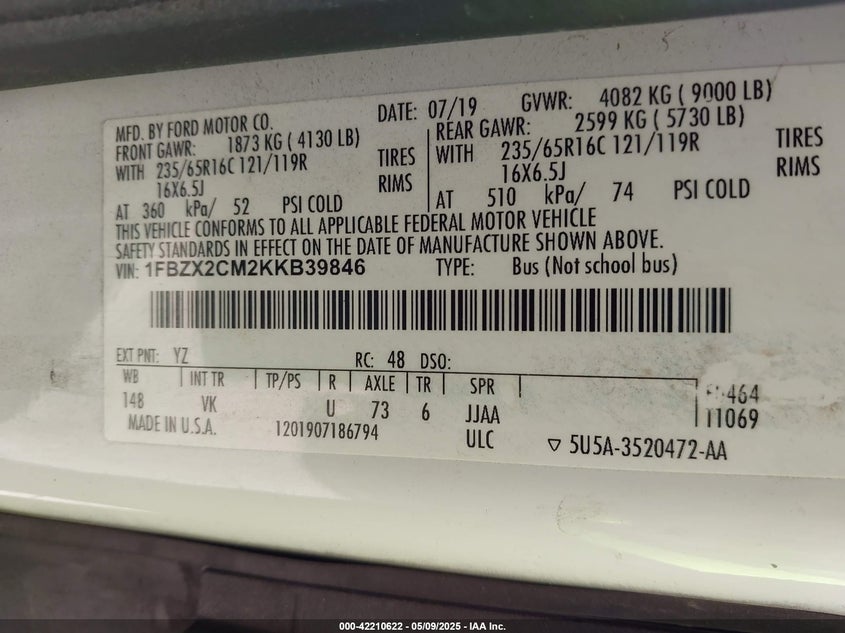 MFD. BY FORD MOTOR CO. DATE: 07/19 GVWR: 4082 KG ( 9000 LB)
FRONT GAWR: 1873 KG ( 4130 LB) REAR GAWR: 2599 KG ( 5730 LB)
WITH 235/65R16C 121/119R TIRES WITH 235/65R16C 121/119R TIRES
16X6.5J RIMS 16X6.5J RIMS
AT 360 kPa/ 52 PSI COLD AT 510 kPa/ 74 PSI COLD
THIS VEHICLE CONFORMS TO ALL APPLICABLE FEDERAL MOTOR VEHICLE
SAFETY STANDARDS IN EFFECT ON THE DATE OF MANUFACTURE SHOWN ABOVE.
VIN: 1FBZX2CM2KKB39846 TYPE: Bus (Not school bus)
EXT PNT: YZ RC: 48 DSO:
WB INT TR TP/PS R AXLE TR SPR
148 VK U 73 6 JJAA 11069
MADE IN U.S.A. 1201907186794 ULC ▽ 5U5A-3520472-AA
000-42210622 - 05/09/2025 - IAA Inc.